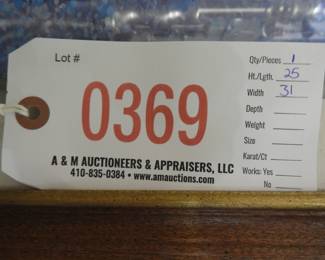 Lot #
0369
A & M AUCTIONEERS & APPRAISERS, LLC
410-835-0384 • www.amauctions.com
Qty/Pieces 1
Ht./Lgth. 25
Width 31
Depth
Weight
Size
Karat/Ct
Works: Yes
No